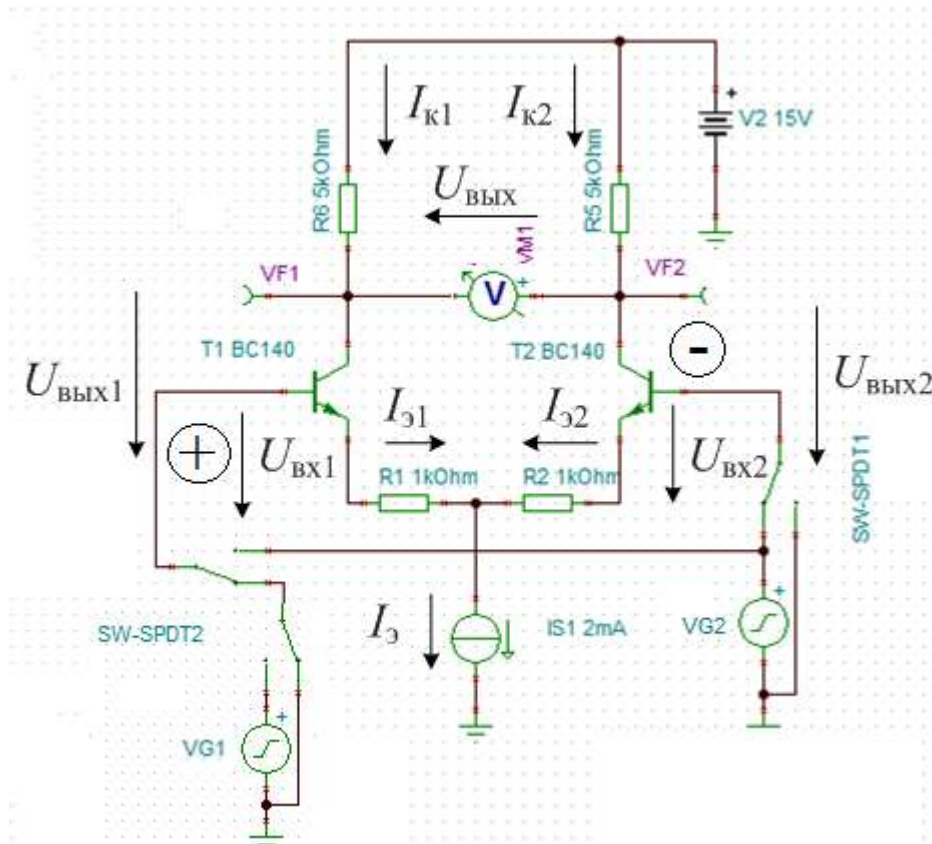 Iк1
Iк2
+
V2 15V
R6 5kOhm
R5 5kOhm
Uвых
VM1
VF1
VF2
- V +
T1 BC140
T2 BC140
-
Uвых1
Uвых2
Iэ1
Iэ2
+
Uвх1
Uвх2
R1 1kOhm
R2 1kOhm
SW-SPDT1
SW-SPDT2
Iэ
IS1 2mA
VG2
+
VG1
+